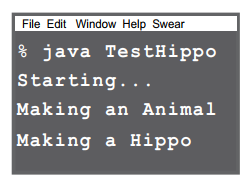 File Edit Window Help Swear
% java TestHippo
Starting...
Making an Animal
Making a Hippo